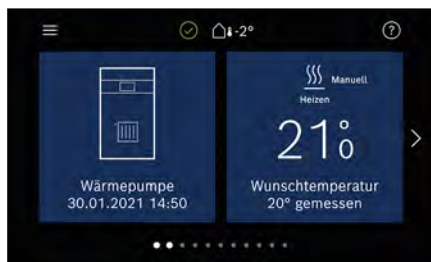 -2°
?
Manuell
Heizen
21°0
Wärmepumpe
30.01.2021 14:50
Wunschtemperatur
20° gemessen